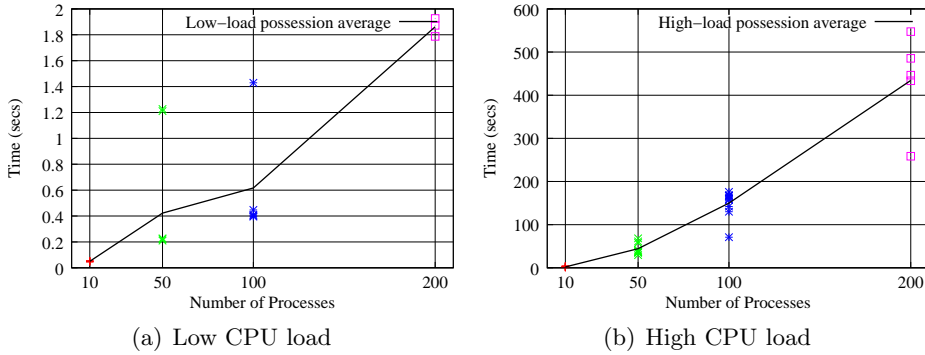 2
1.8
1.6
1.4
1.2
1
0.8
0.6
0.4
0.2
0
Time (secs)
Low-load possession average
10 50 100 200
Number of Processes
(a) Low CPU load
600
500
400
300
200
100
0
Time (secs)
High-load possession average
10 50 100 200
Number of Processes
(b) High CPU load